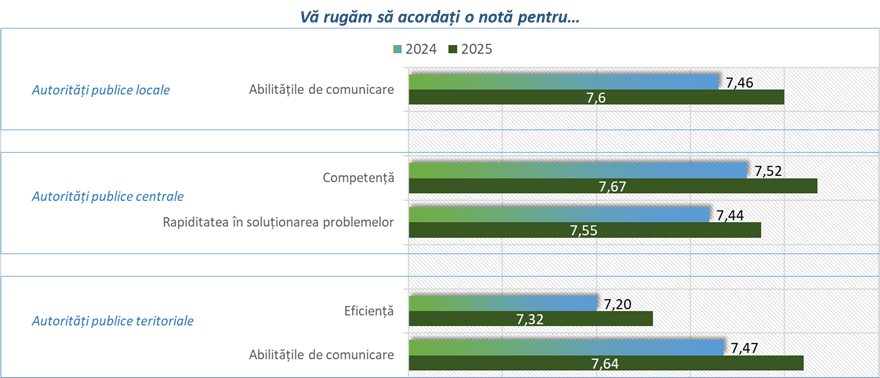 Vă rugăm să acordați o notă pentru...
2024 2025
Autorități publice locale
Abilitățile de comunicare
7,46
7,6
Autorități publice centrale
Competență
7,52
7,67
Rapiditatea în soluționarea problemelor
7,44
7,55
Autorități publice teritoriale
Eficiență
7,20
7,32
Abilitățile de comunicare
7,47
7,64